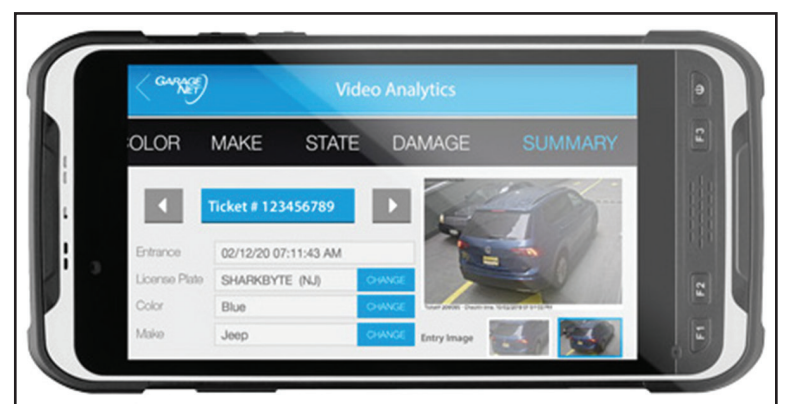 GARAGE
NET
Video Analytics
OLOR MAKE STATE DAMAGE SUMMARY
Ticket # 123456789
Entrance 02/12/20 07:11:43 AM
License Plate SHARKBYTE (NJ) CHANGE
Color Blue CHANGE
Make Jeep CHANGE
Entry Image
F3
F2
F1